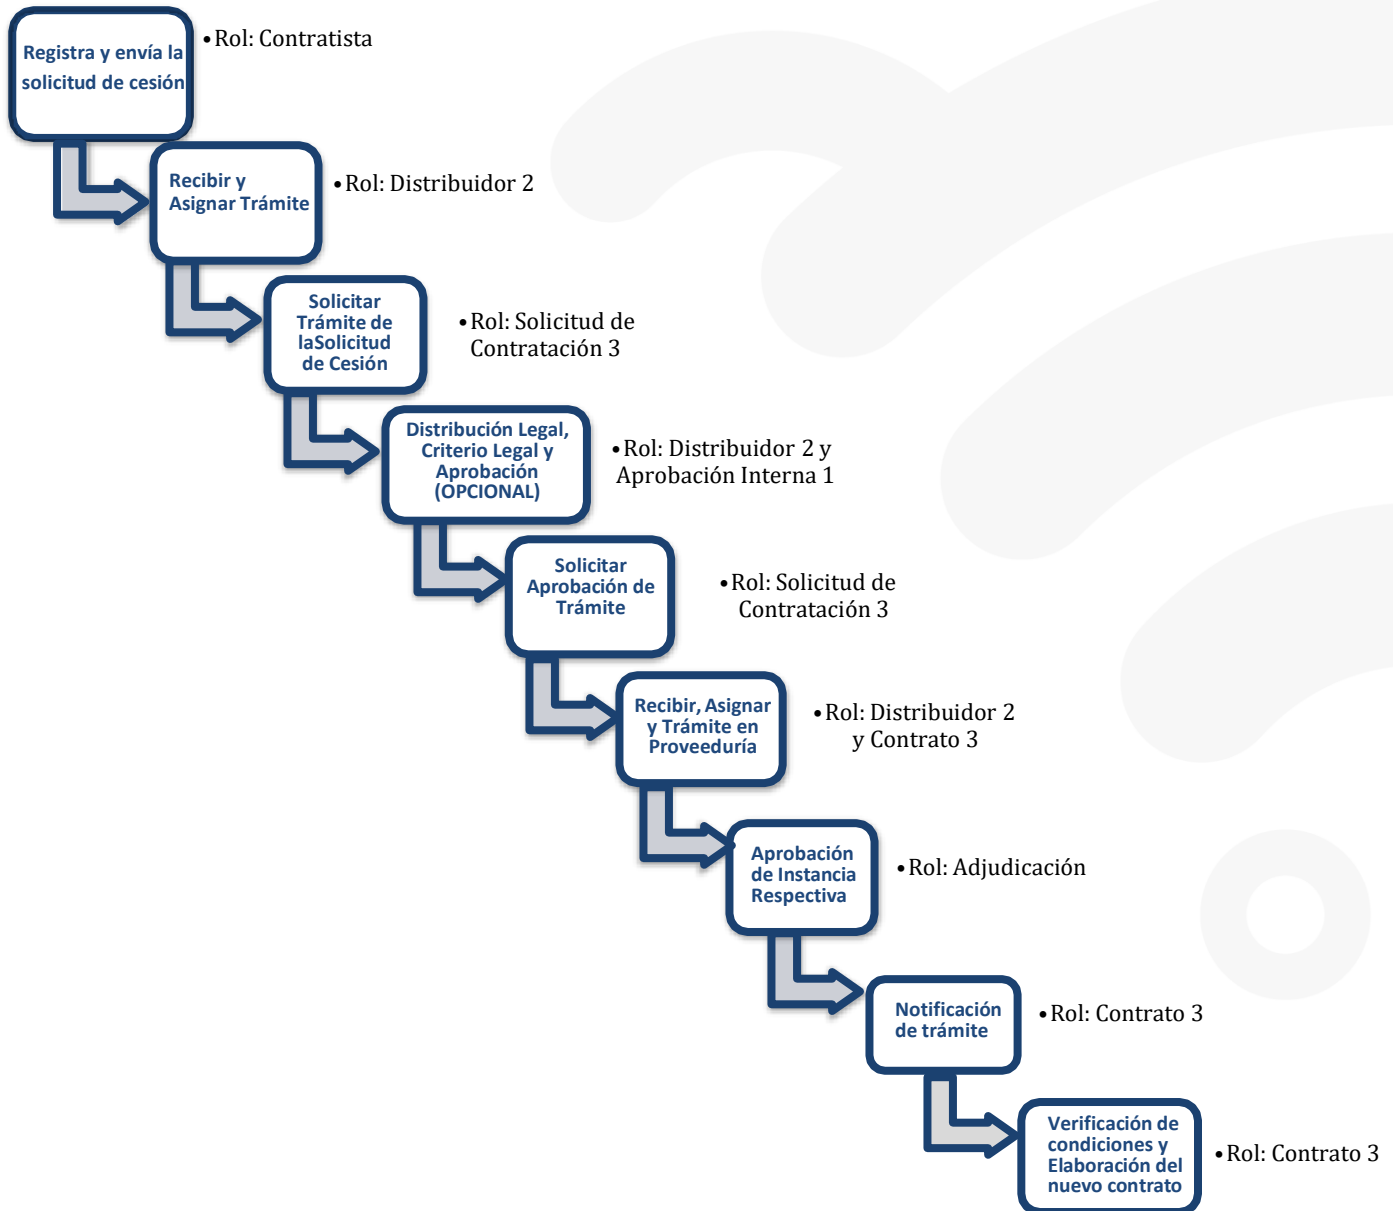 Registra y envía la
solicitud de cesión
•Rol: Contratista
Recibir y
Asignar Trámite
•Rol: Distribuidor 2
Solicitar
Trámite de
laSolicitud
de Cesión
•Rol: Solicitud de
Contratación 3
Distribución Legal,
Criterio Legal y
Aprobación
(OPCIONAL)
•Rol: Distribuidor 2 y
Aprobación Interna 1
Solicitar
Aprobación de
Trámite
•Rol: Solicitud de
Contratación 3
Recibir, Asignar
y Trámite en
Proveeduría
•Rol: Distribuidor 2
y Contrato 3
Aprobación
de Instancia
Respectiva
•Rol: Adjudicación
Notificación
de trámite
•Rol: Contrato 3
Verificación de
condiciones y
Elaboración del
nuevo contrato
•Rol: Contrato 3